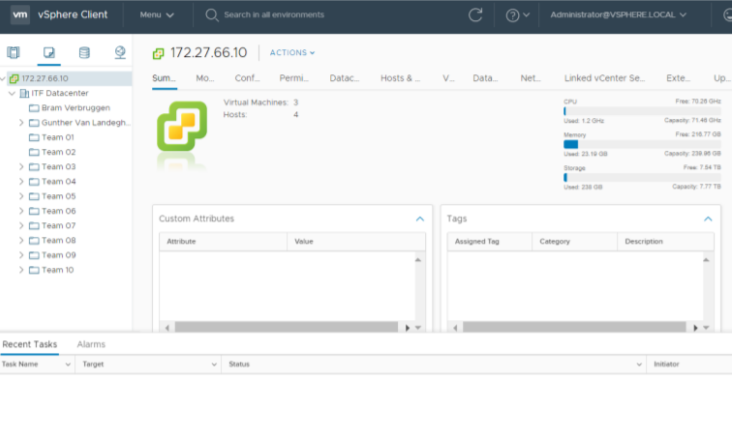 vm vSphere Client Menu Search in all environments Administrator@VSPHERE.LOCAL
172.27.66.10
ITF Datacenter
Bram Verbruggen
Gunther Van Landegh...
Team 01
Team 02
Team 03
Team 04
Team 05
Team 06
Team 07
Team 08
Team 09
Team 10
172.27.66.10 ACTIONS
Sum... Mo... Conf... Permi... Datac... Hosts & ... V... Data... Net... Linked vCenter Se... Exte... Up...
Virtual Machines: 3
Hosts: 4
CPU Free: 70.26 GHz
Used: 1.2 GHz Capacity: 71.46 GHz
Memory Free: 216.77 GB
Used: 23.19 GB Capacity: 239.96 GB
Storage Free: 7.54 TB
Used: 238 GB Capacity: 7.77 TB
Custom Attributes
Attribute Value
Tags
Assigned Tag Category Description
Recent Tasks Alarms
Task Name Target Status Initiator